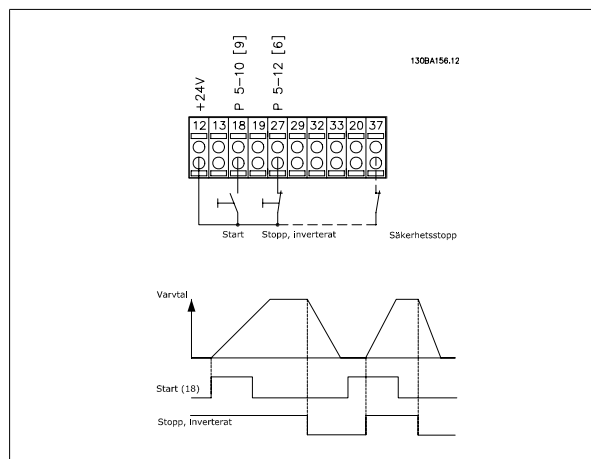 130BA156.12
+24V
P 5-10 [9]
P 5-12 [6]
12 13 18 19 27 29 32 33 20 37
Start Stopp, inverterat Säkerhetsstopp
Varvtal
Start (18)
Stopp, Inverterat